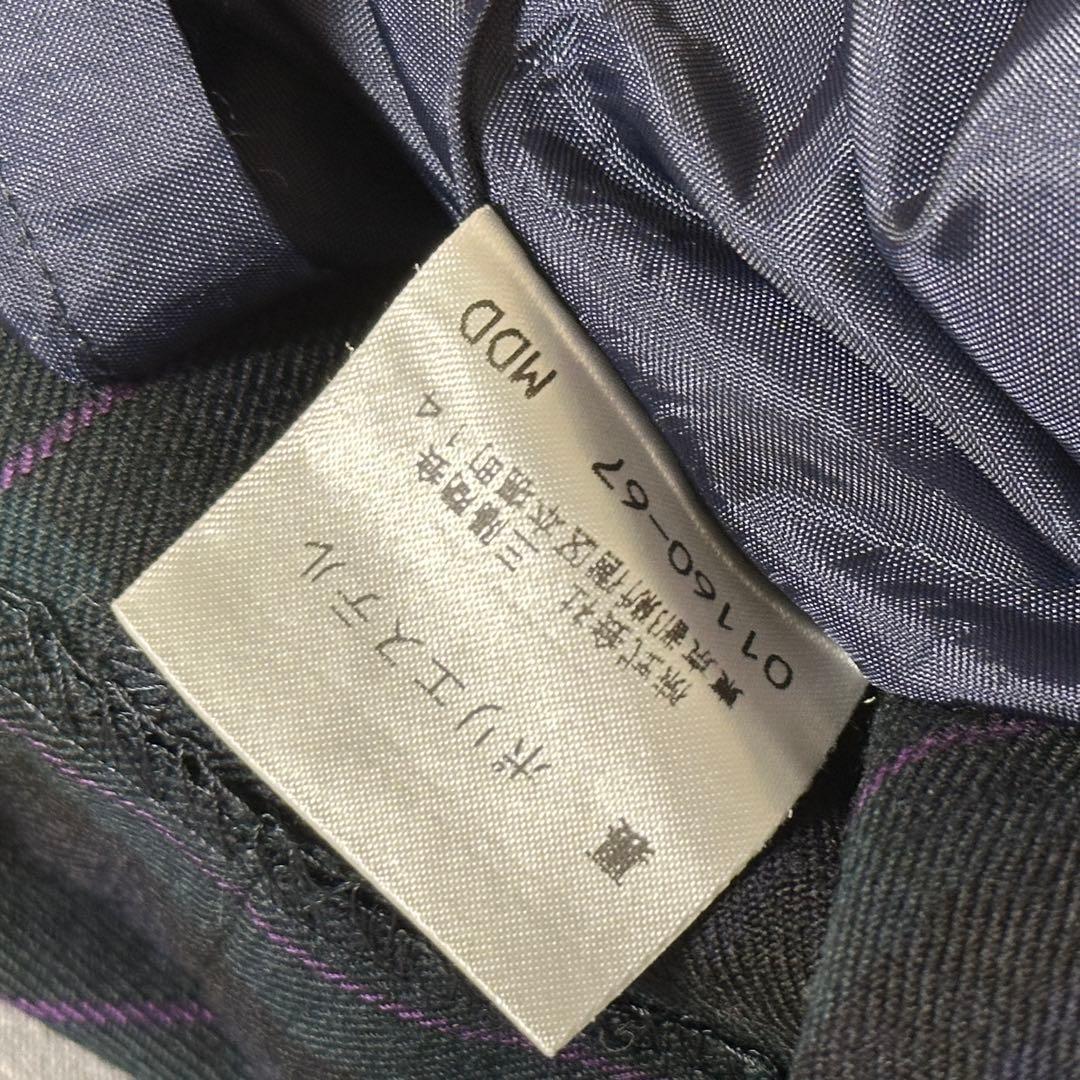 裏 ポリエステル
株式会社 三陽商会
東京都新宿区本塩町14
01160-67 MDD